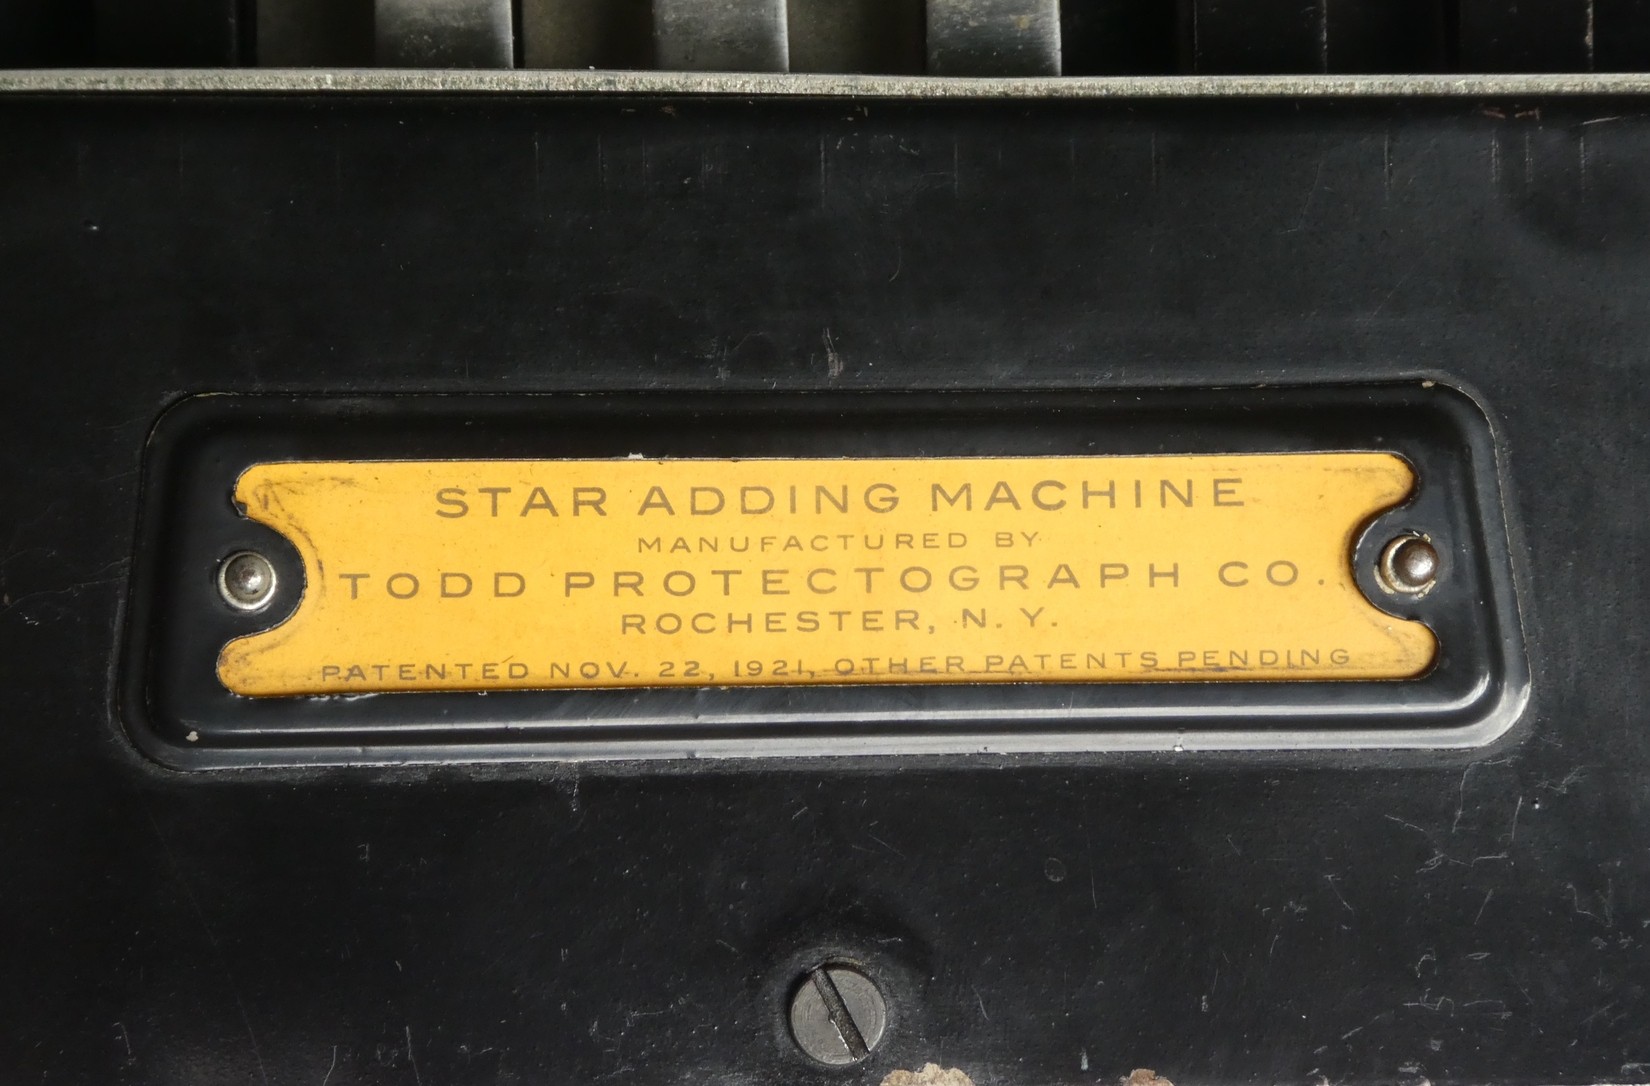 STAR ADDING MACHINE
MANUFACTURED BY
TODD PROTECTOGRAPH CO.
ROCHESTER, N. Y.
PATENTED NOV. 22, 1921, OTHER PATENTS PENDING